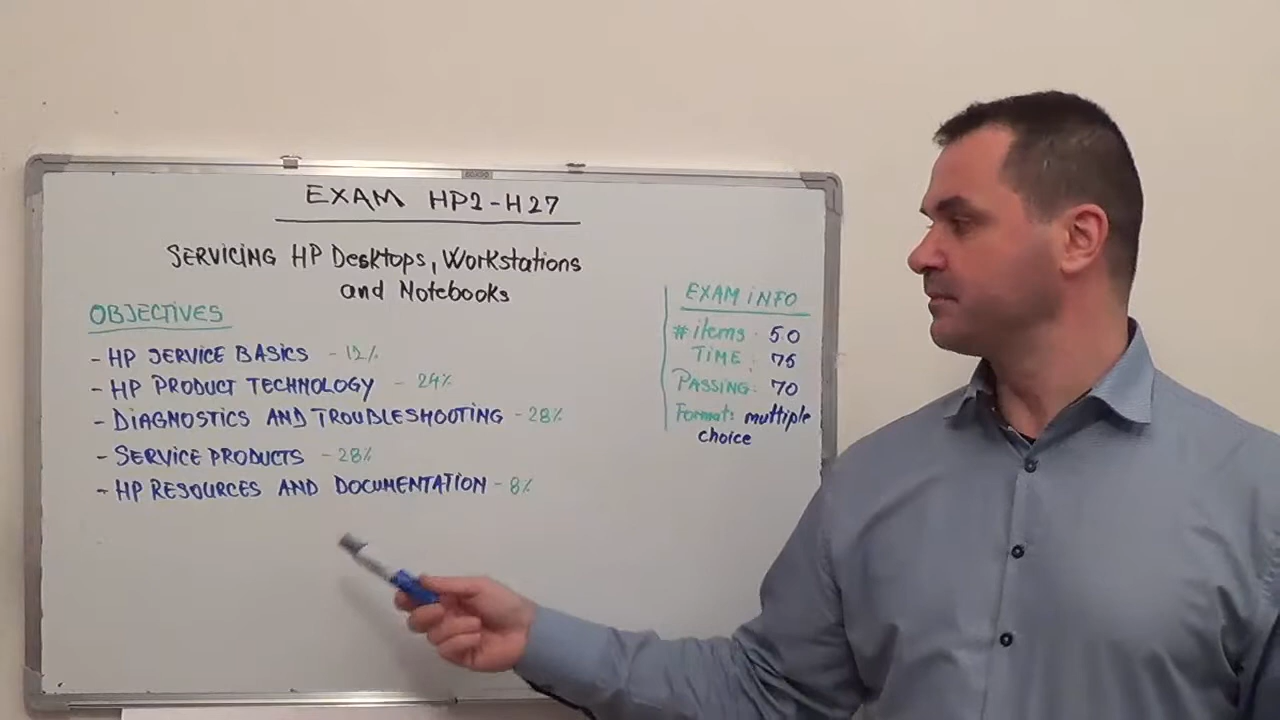 EXAM HP2-H27
SERVICING HP Desktops, Workstations
and Notebooks
OBJECTIVES
- HP SERVICE BASICS - 12%
- HP PRODUCT TECHNOLOGY - 24%
- DIAGNOSTICS AND TROUBLESHOOTING - 28%
- SERVICE PRODUCTS - 28%
- HP RESOURCES AND DOCUMENTATION - 8%
EXAM INFO
# items: 50
TIME: 75
PASSING: 70
Format: multiple
choice